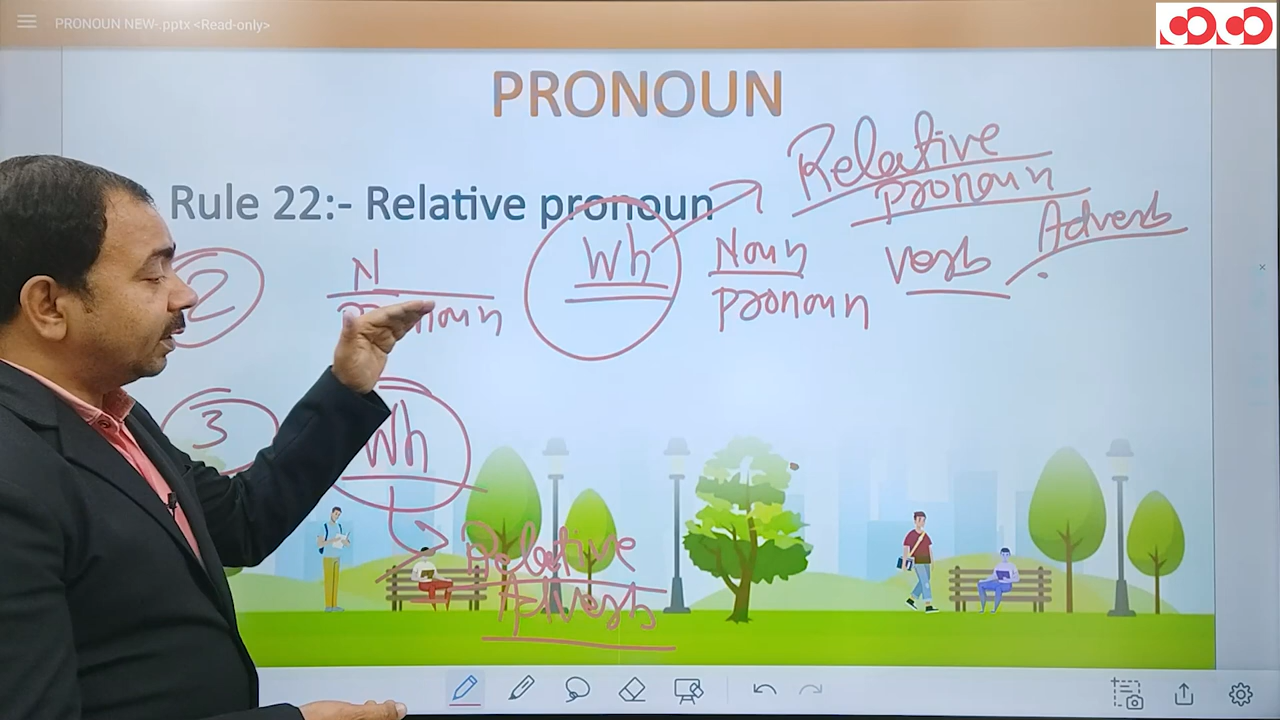 PRONOUN NEW-.pptx <Read-only>
PRONOUN
Rule 22:- Relative pronoun
Relative
pronoun
Adverb
2
N
pronoun
Wh
Noun
pronoun
Verb
3
Wh
Relative
Adverb